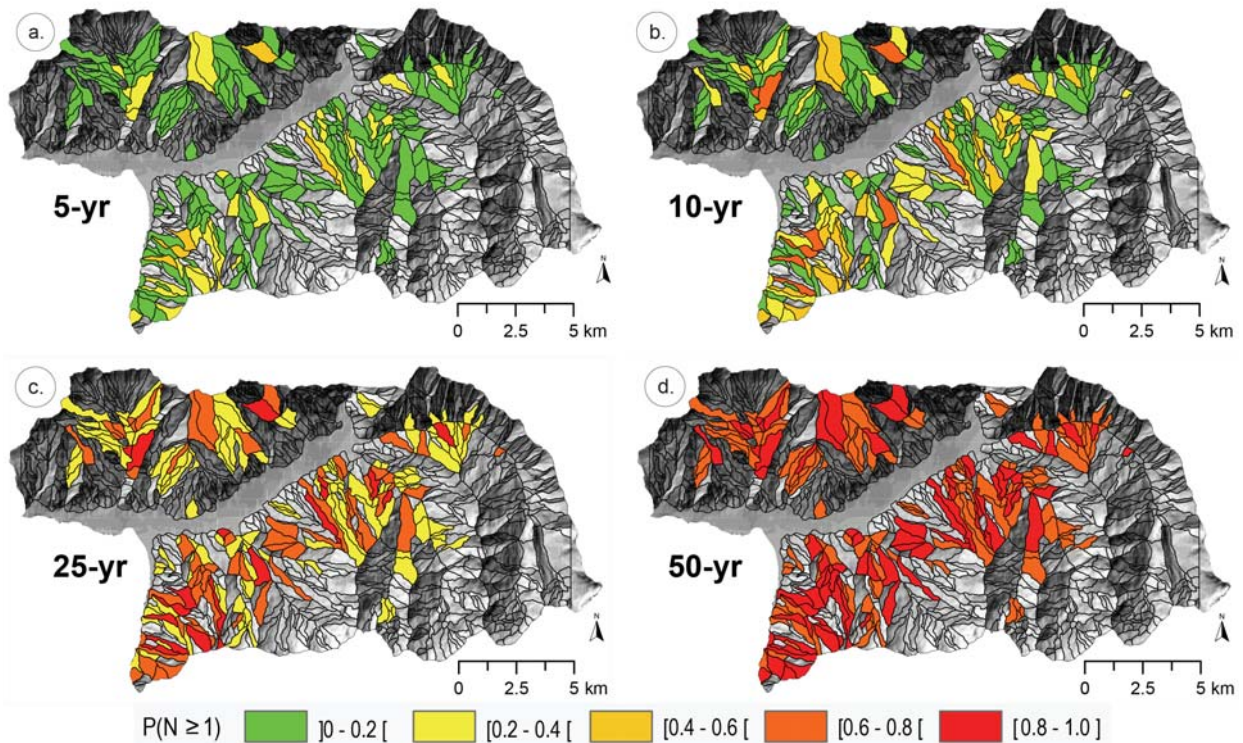 a.
5-yr
N
0 2.5 5 km
b.
10-yr
N
0 2.5 5 km
c.
25-yr
N
0 2.5 5 km
d.
50-yr
N
0 2.5 5 km
P(N ≥ 1) ]0 - 0.2 [ [0.2 - 0.4 [ [0.4 - 0.6 [ [0.6 - 0.8 [ [0.8 - 1.0 ]